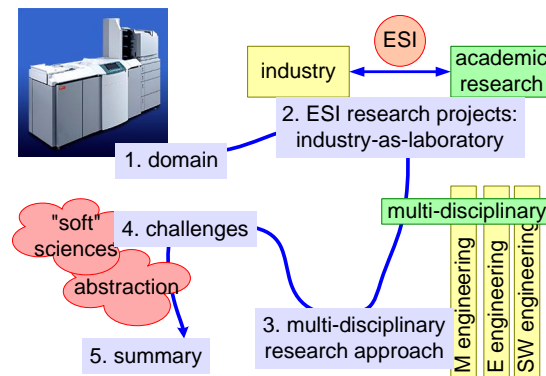 ESI
industry
academic
research
2. ESI research projects:
industry-as-laboratory
1. domain
multi-disciplinary
"soft"
sciences
4. challenges
abstraction
M engineering
E engineering
SW engineering
3. multi-disciplinary
research approach
5. summary